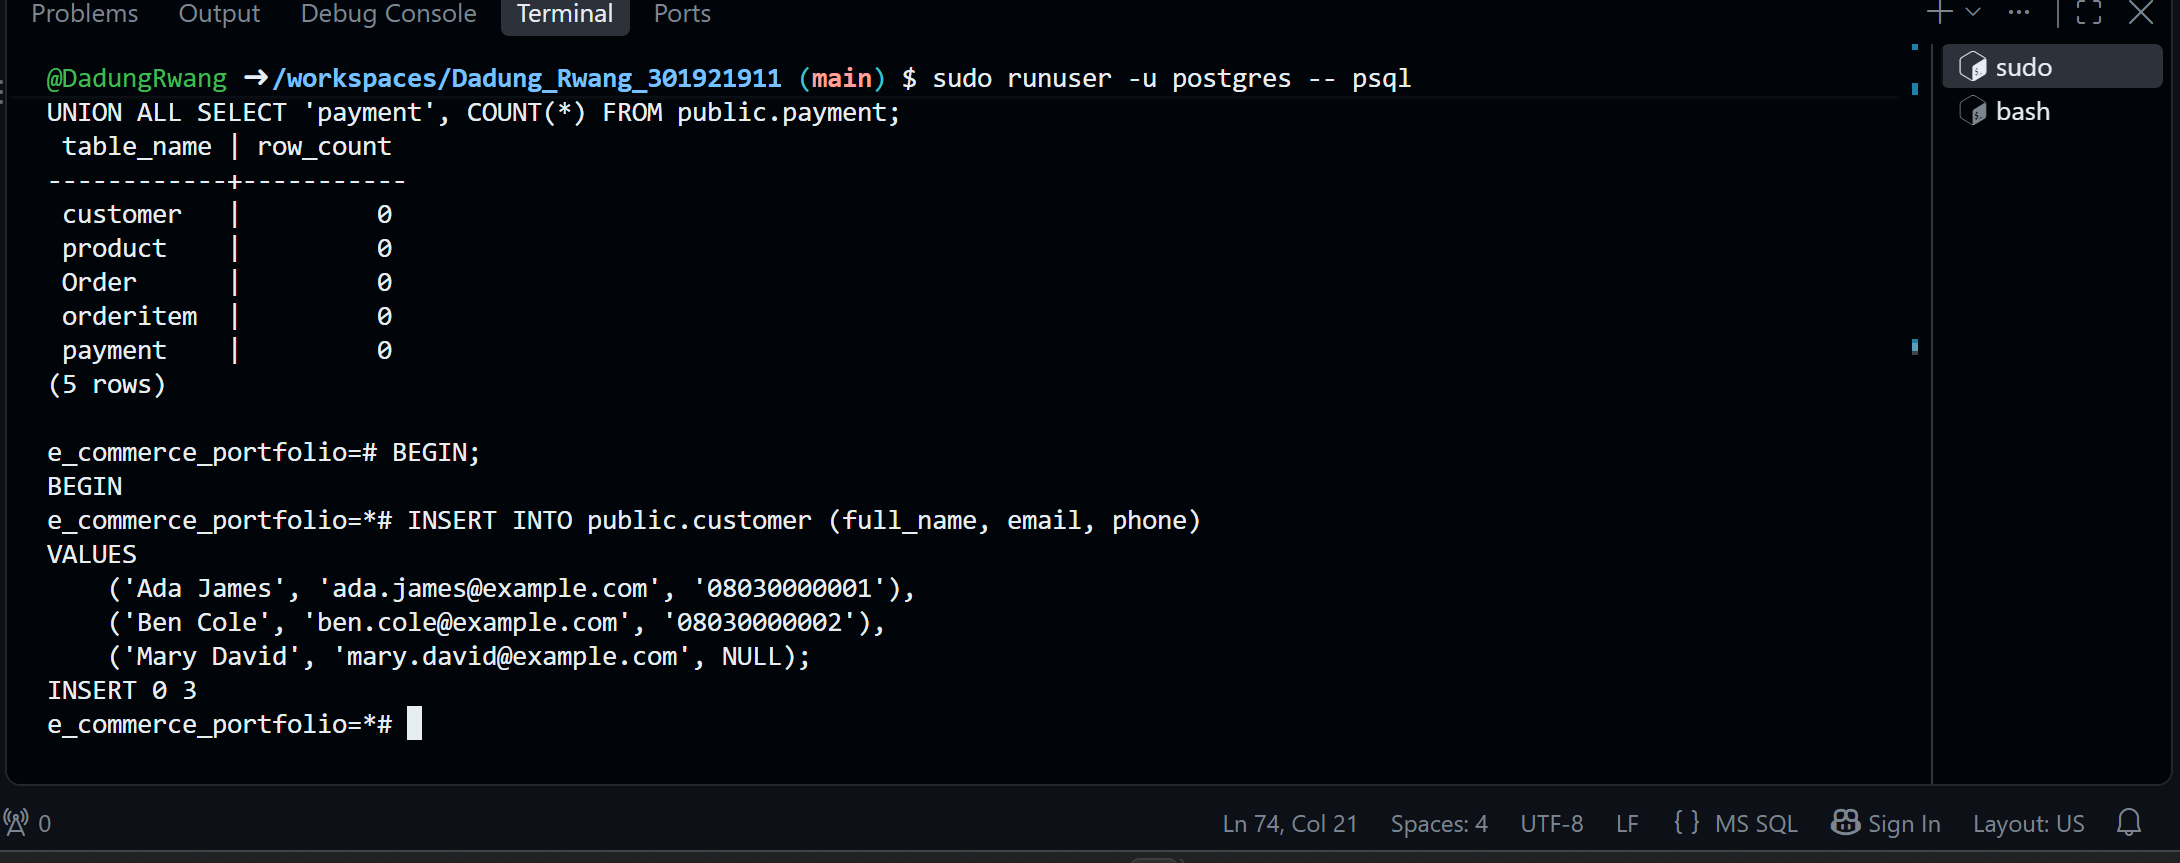 Problems Output Debug Console Terminal Ports
@DadungRwang ➜/workspaces/Dadung_Rwang_301921911 (main) $ sudo runuser -u postgres -- psql
UNION ALL SELECT 'payment', COUNT(*) FROM public.payment;
 table_name | row_count
------------+-----------
 customer   |         0
 product    |         0
 Order      |         0
 orderitem  |         0
 payment    |         0
(5 rows)
e_commerce_portfolio=# BEGIN;
BEGIN
e_commerce_portfolio=*# INSERT INTO public.customer (full_name, email, phone)
VALUES
    ('Ada James', 'ada.james@example.com', '08030000001'),
    ('Ben Cole', 'ben.cole@example.com', '08030000002'),
    ('Mary David', 'mary.david@example.com', NULL);
INSERT 0 3
e_commerce_portfolio=*#
sudo
bash
0 Ln 74, Col 21 Spaces: 4 UTF-8 LF { } MS SQL Sign In Layout: US